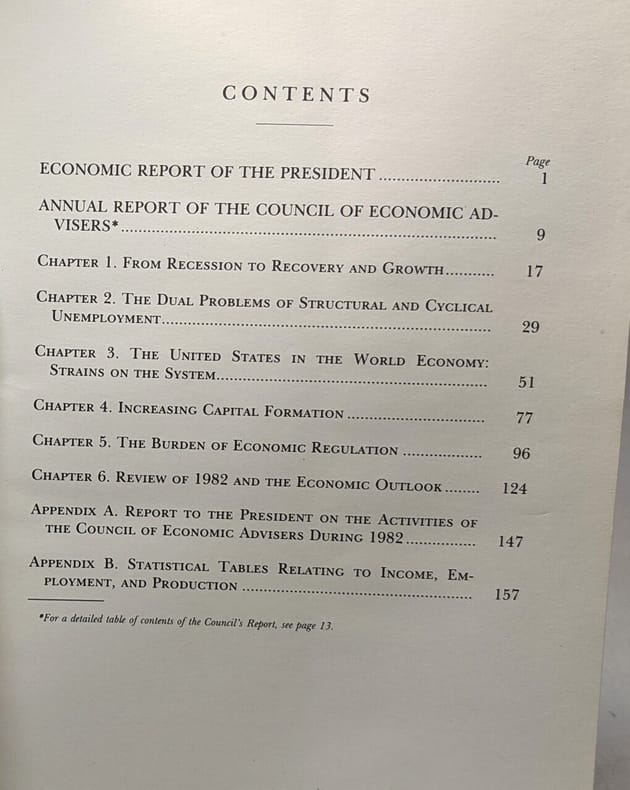 CONTENTS
Page
ECONOMIC REPORT OF THE PRESIDENT .......................... 1
ANNUAL REPORT OF THE COUNCIL OF ECONOMIC AD-
VISERS* .......................................................................... 9
CHAPTER 1. FROM RECESSION TO RECOVERY AND GROWTH ........... 17
CHAPTER 2. THE DUAL PROBLEMS OF STRUCTURAL AND CYCLICAL
UNEMPLOYMENT ................................................................ 29
CHAPTER 3. THE UNITED STATES IN THE WORLD ECONOMY:
STRAINS ON THE SYSTEM ..................................................... 51
CHAPTER 4. INCREASING CAPITAL FORMATION ........................... 77
CHAPTER 5. THE BURDEN OF ECONOMIC REGULATION .................. 96
CHAPTER 6. REVIEW OF 1982 AND THE ECONOMIC OUTLOOK ........ 124
APPENDIX A. REPORT TO THE PRESIDENT ON THE ACTIVITIES OF
THE COUNCIL OF ECONOMIC ADVISERS DURING 1982 ................ 147
APPENDIX B. STATISTICAL TABLES RELATING TO INCOME, EM-
PLOYMENT, AND PRODUCTION .............................................. 157
*For a detailed table of contents of the Council's Report, see page 13.